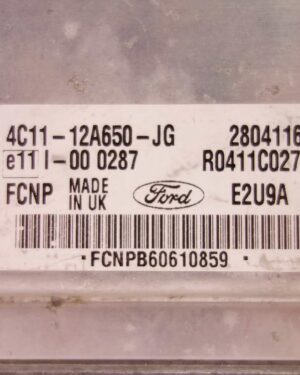 4C11-12A650-JG 2804116
e11 I-00 0287 R0411C027
FCNP MADE IN UK Ford E2U9A
· FCNPB60610859 ·